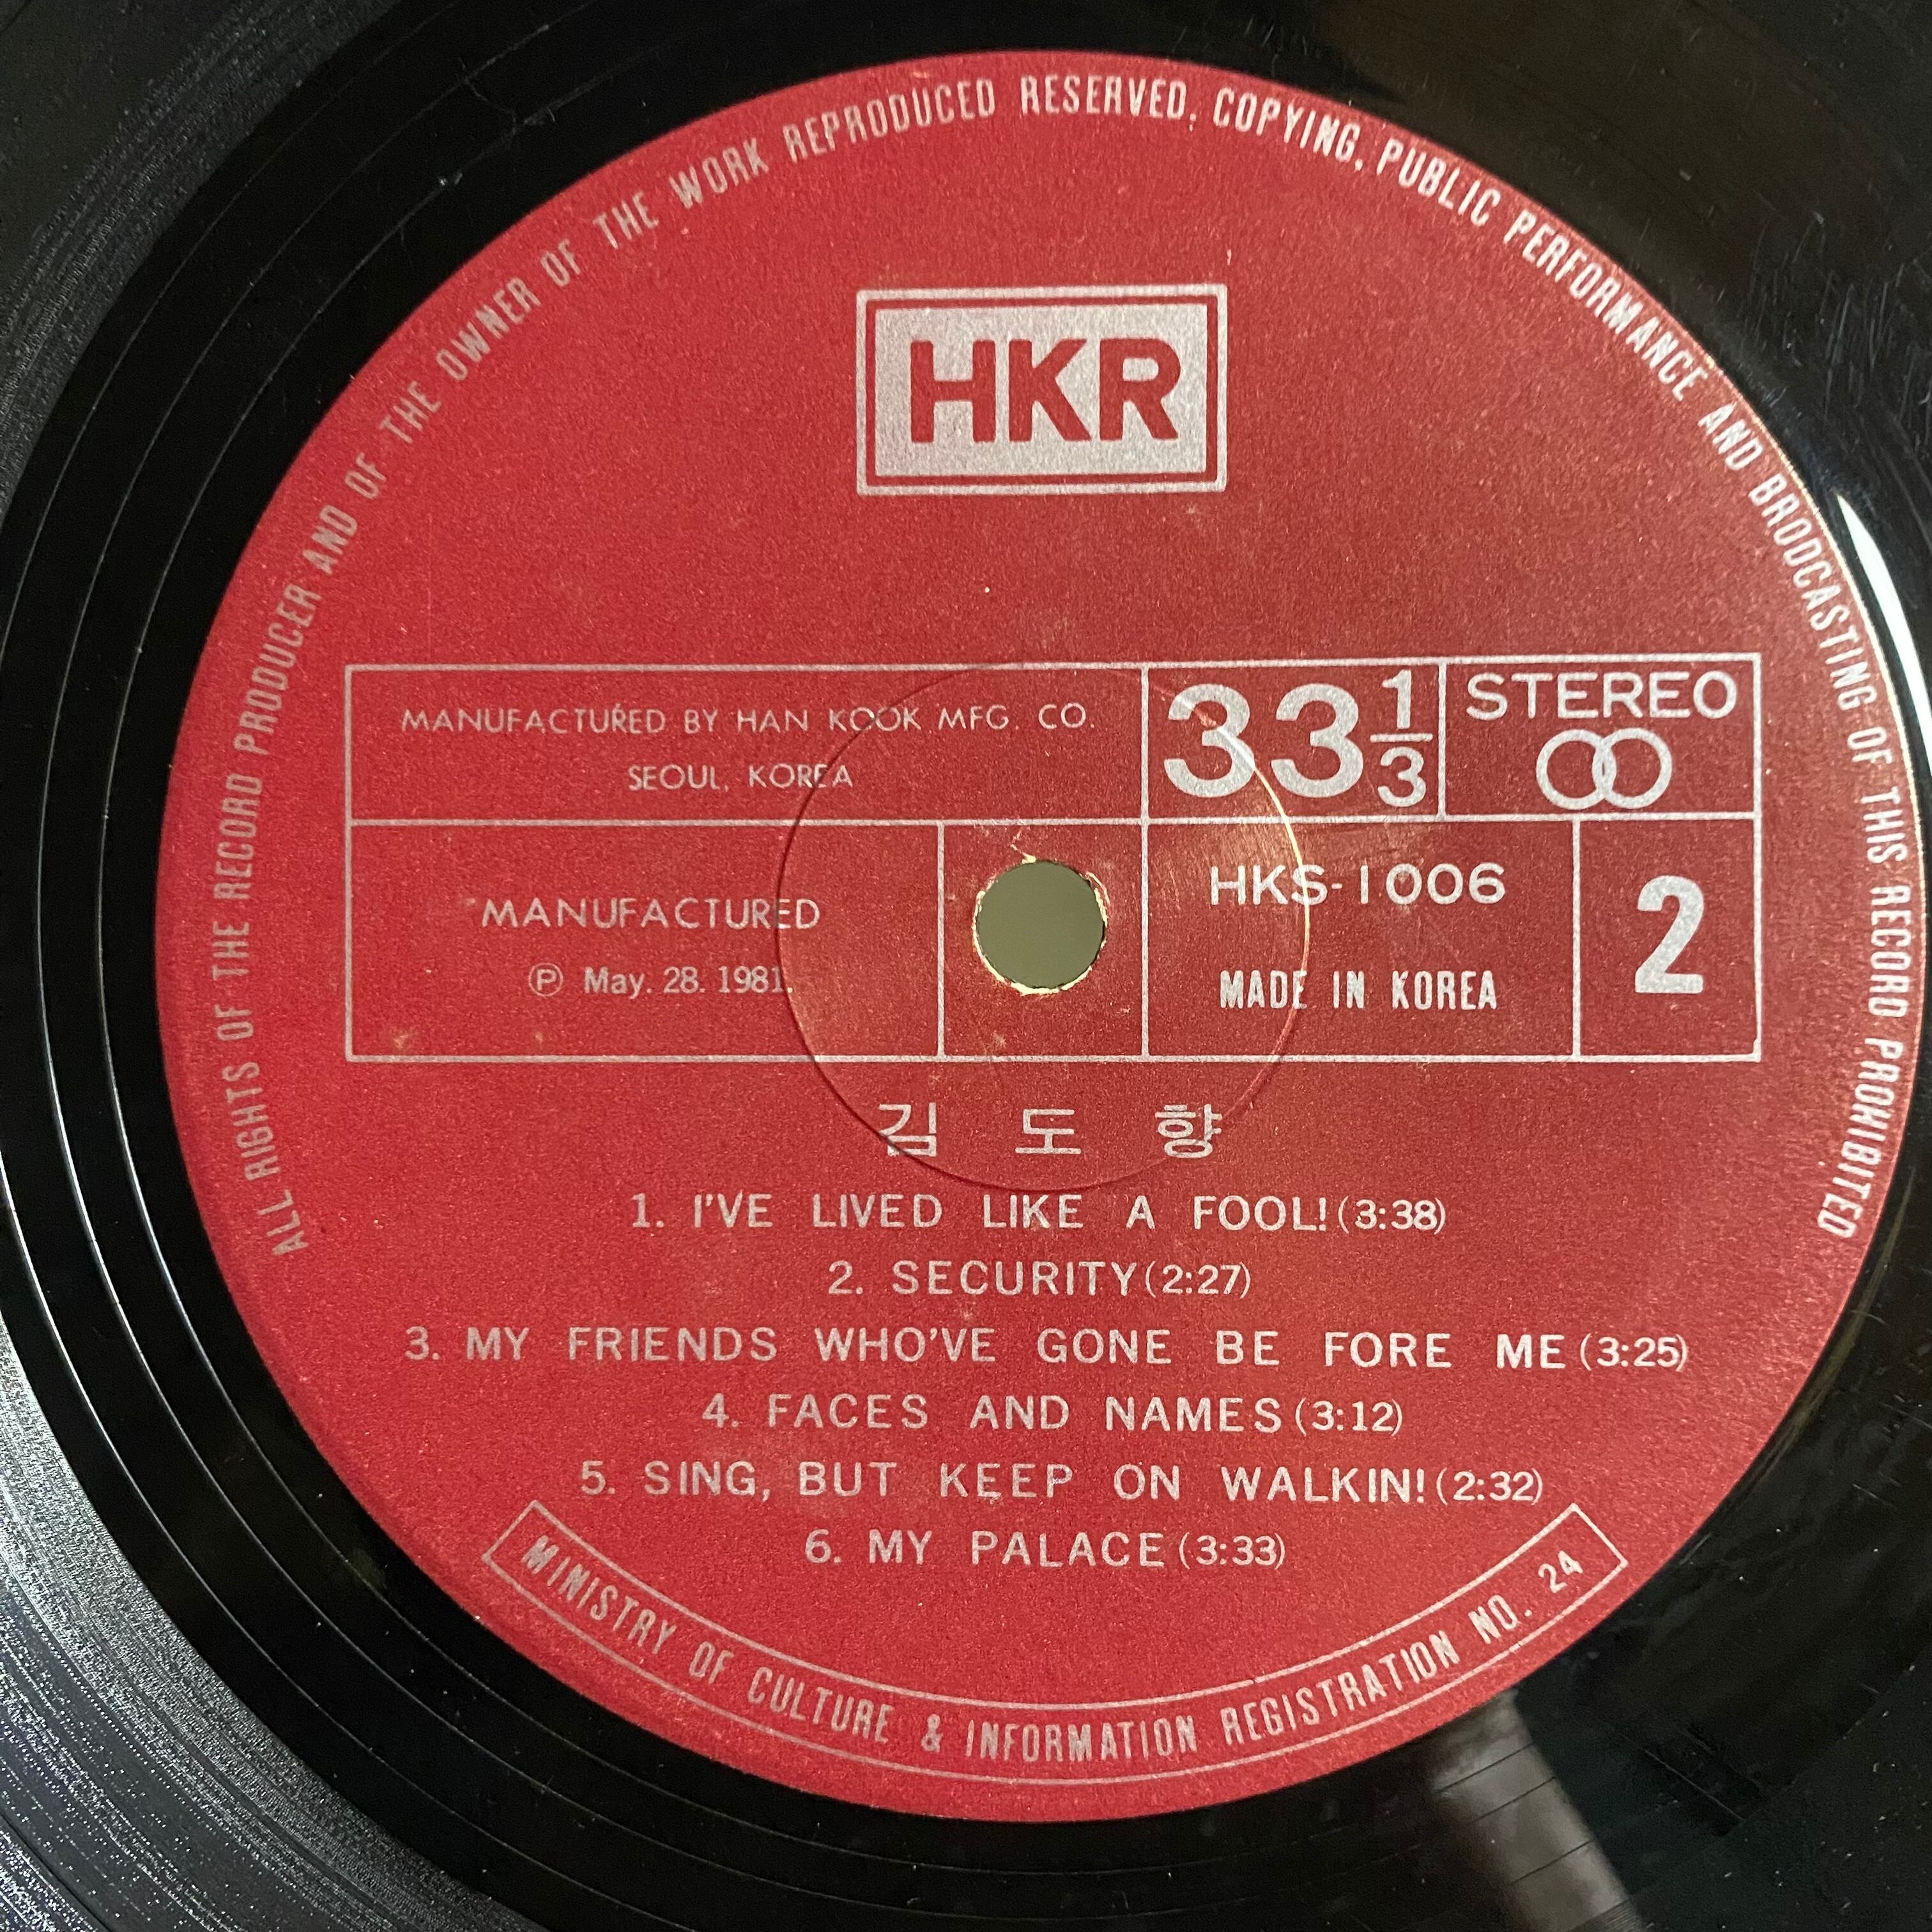 ALL RIGHTS OF THE RECORD PRODUCER AND OF THE OWNER OF THE WORK REPRODUCED RESERVED. COPYING. PUBLIC PERFORMANCE AND BRODCASTING OF THIS RECORD PROHIBITED
HKR
MANUFACTURED BY HAN KOOK MFG. CO.
SEOUL, KOREA
33 1/3
STEREO
MANUFACTURED
℗ May. 28. 1981.
HKS-1006
MADE IN KOREA
2
김 도 향
1. I'VE LIVED LIKE A FOOL! (3:38)
2. SECURITY (2:27)
3. MY FRIENDS WHO'VE GONE BE FORE ME (3:25)
4. FACES AND NAMES (3:12)
5. SING, BUT KEEP ON WALKIN! (2:32)
6. MY PALACE (3:33)
MINISTRY OF CULTURE & INFORMATION REGISTRATION NO. 24